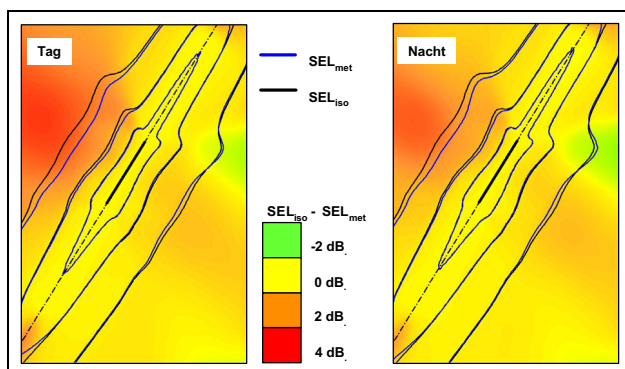 Tag
SELmet
SELiso
Nacht
SELiso - SELmet
-2 dB.
0 dB.
2 dB.
4 dB.